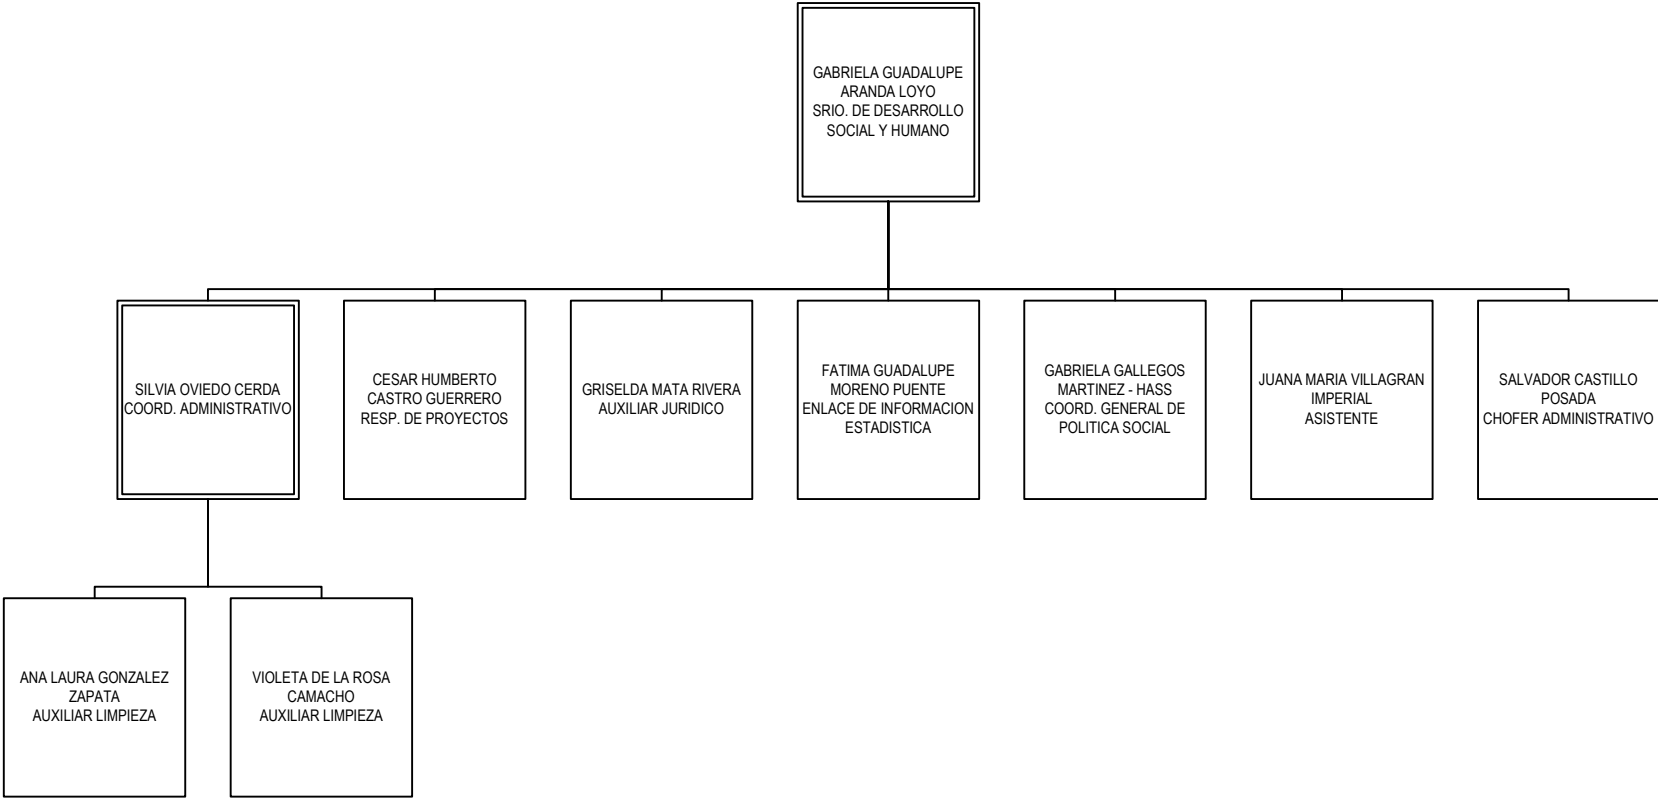 GABRIELA GUADALUPE
ARANDA LOYO
SRIO. DE DESARROLLO
SOCIAL Y HUMANO
SILVIA OVIEDO CERDA
COORD. ADMINISTRATIVO
CESAR HUMBERTO
CASTRO GUERRERO
RESP. DE PROYECTOS
GRISELDA MATA RIVERA
AUXILIAR JURIDICO
FATIMA GUADALUPE
MORENO PUENTE
ENLACE DE INFORMACION
ESTADISTICA
GABRIELA GALLEGOS
MARTINEZ - HASS
COORD. GENERAL DE
POLITICA SOCIAL
JUANA MARIA VILLAGRAN
IMPERIAL
ASISTENTE
SALVADOR CASTILLO
POSADA
CHOFER ADMINISTRATIVO
ANA LAURA GONZALEZ
ZAPATA
AUXILIAR LIMPIEZA
VIOLETA DE LA ROSA
CAMACHO
AUXILIAR LIMPIEZA